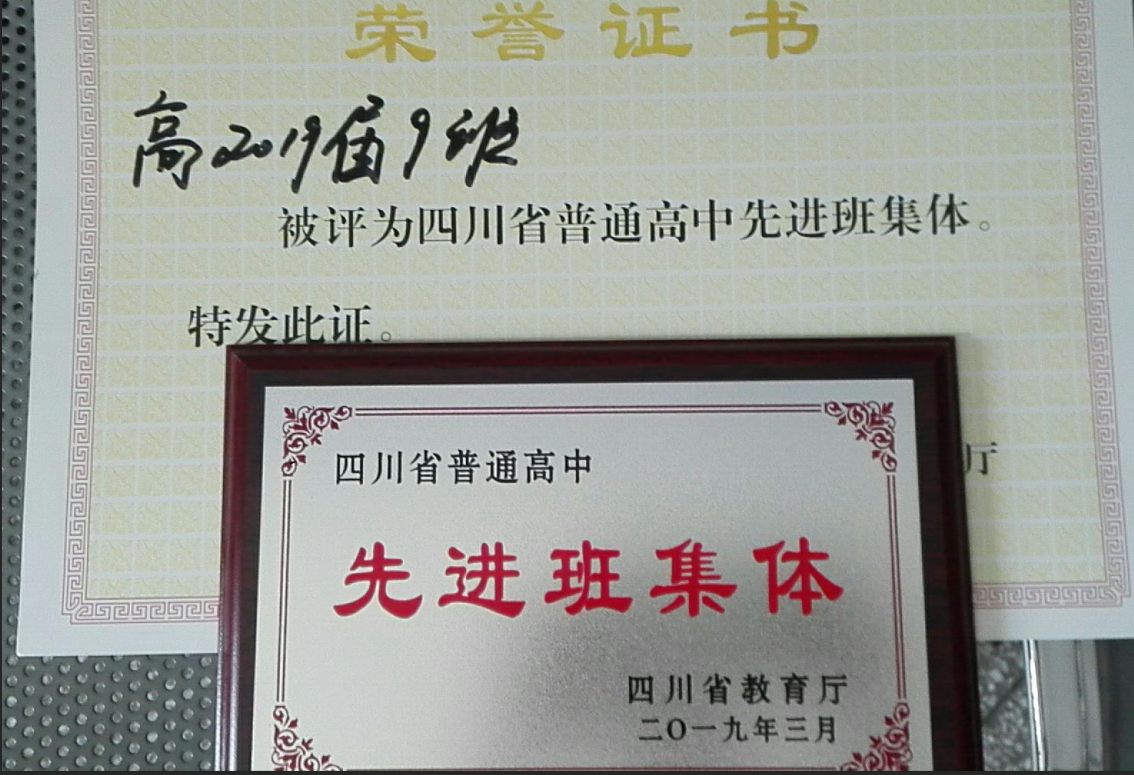 荣誉证书
高2019届9班
被评为四川省普通高中先进班集体。
特发此证。
厅
四川省普通高中
先进班集体
四川省教育厅
二〇一九年三月